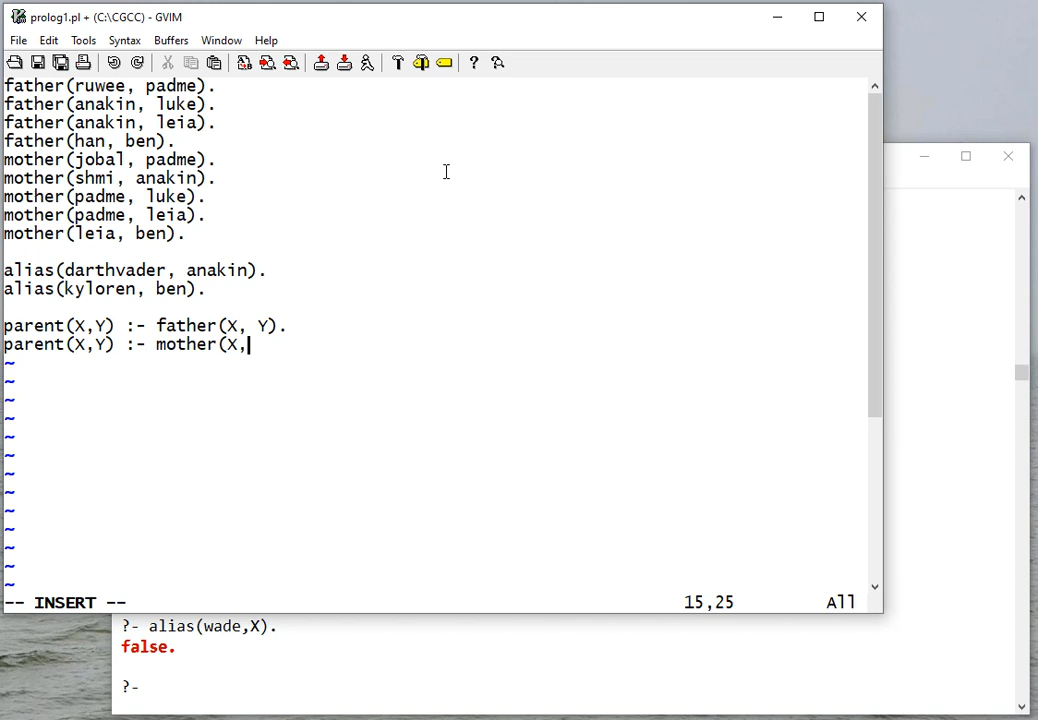 prolog1.pl + (C:\CGCC) - GVIM
File Edit Tools Syntax Buffers Window Help
father(ruwee, padme).
father(anakin, luke).
father(anakin, leia).
father(han, ben).
mother(jobal, padme).
mother(shmi, anakin).
mother(padme, luke).
mother(padme, leia).
mother(leia, ben).
alias(darthvader, anakin).
alias(kyloren, ben).
parent(X,Y) :- father(X, Y).
parent(X,Y) :- mother(X,
~
~
~
~
~
~
~
~
~
~
~
~
~
-- INSERT -- 15,25 All
?- alias(wade,X).
false.
?-